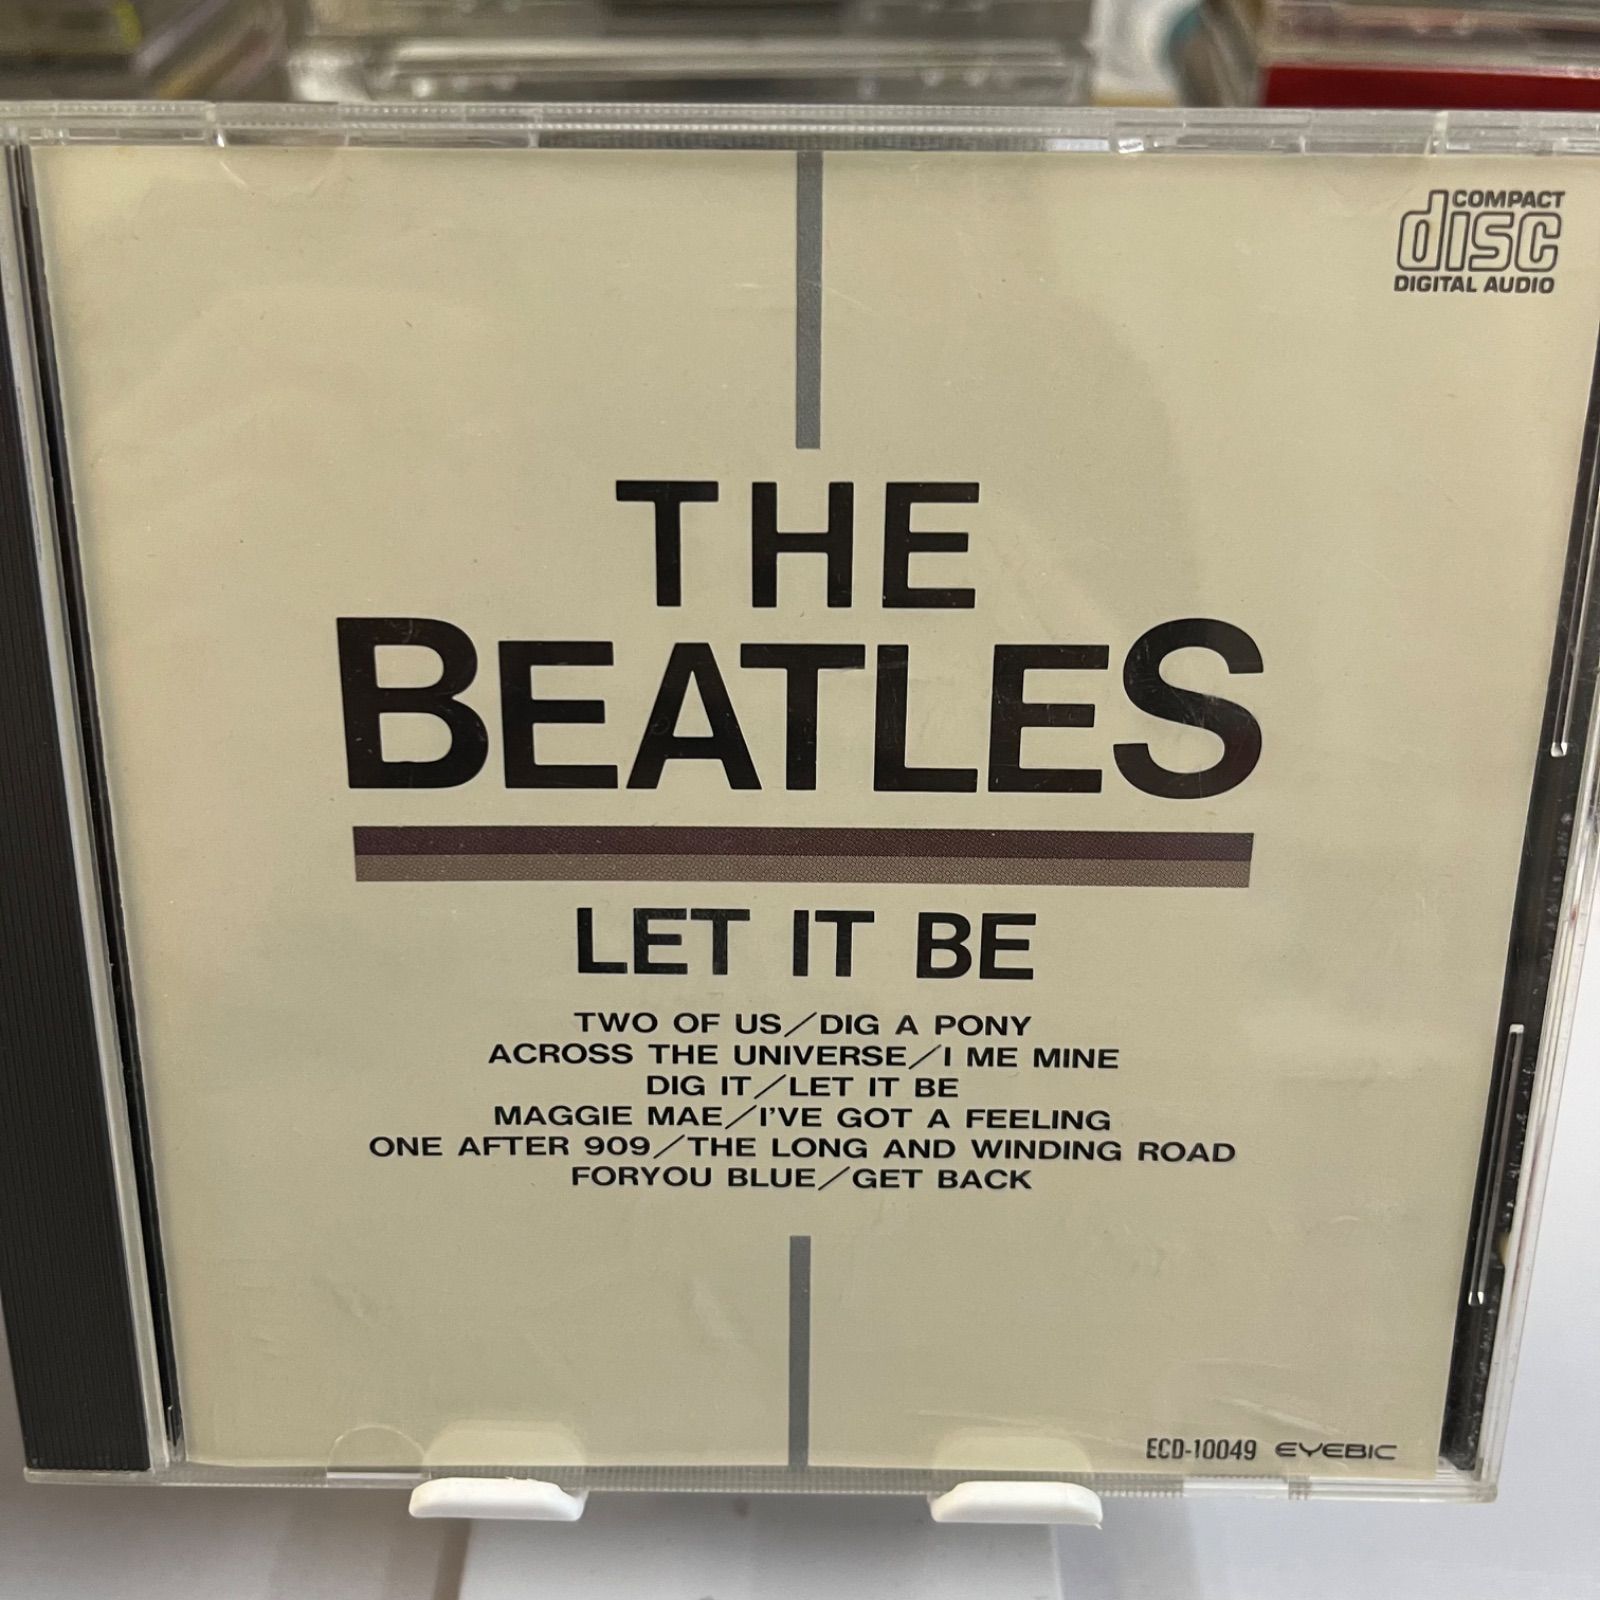 COMPACT
disc
DIGITAL AUDIO
THE
BEATLES
LET IT BE
TWO OF US/DIG A PONY
ACROSS THE UNIVERSE/I ME MINE
DIG IT/LET IT BE
MAGGIE MAE/I'VE GOT A FEELING
ONE AFTER 909/THE LONG AND WINDING ROAD
FORYOU BLUE/GET BACK
ECD-10049 EYEBIC